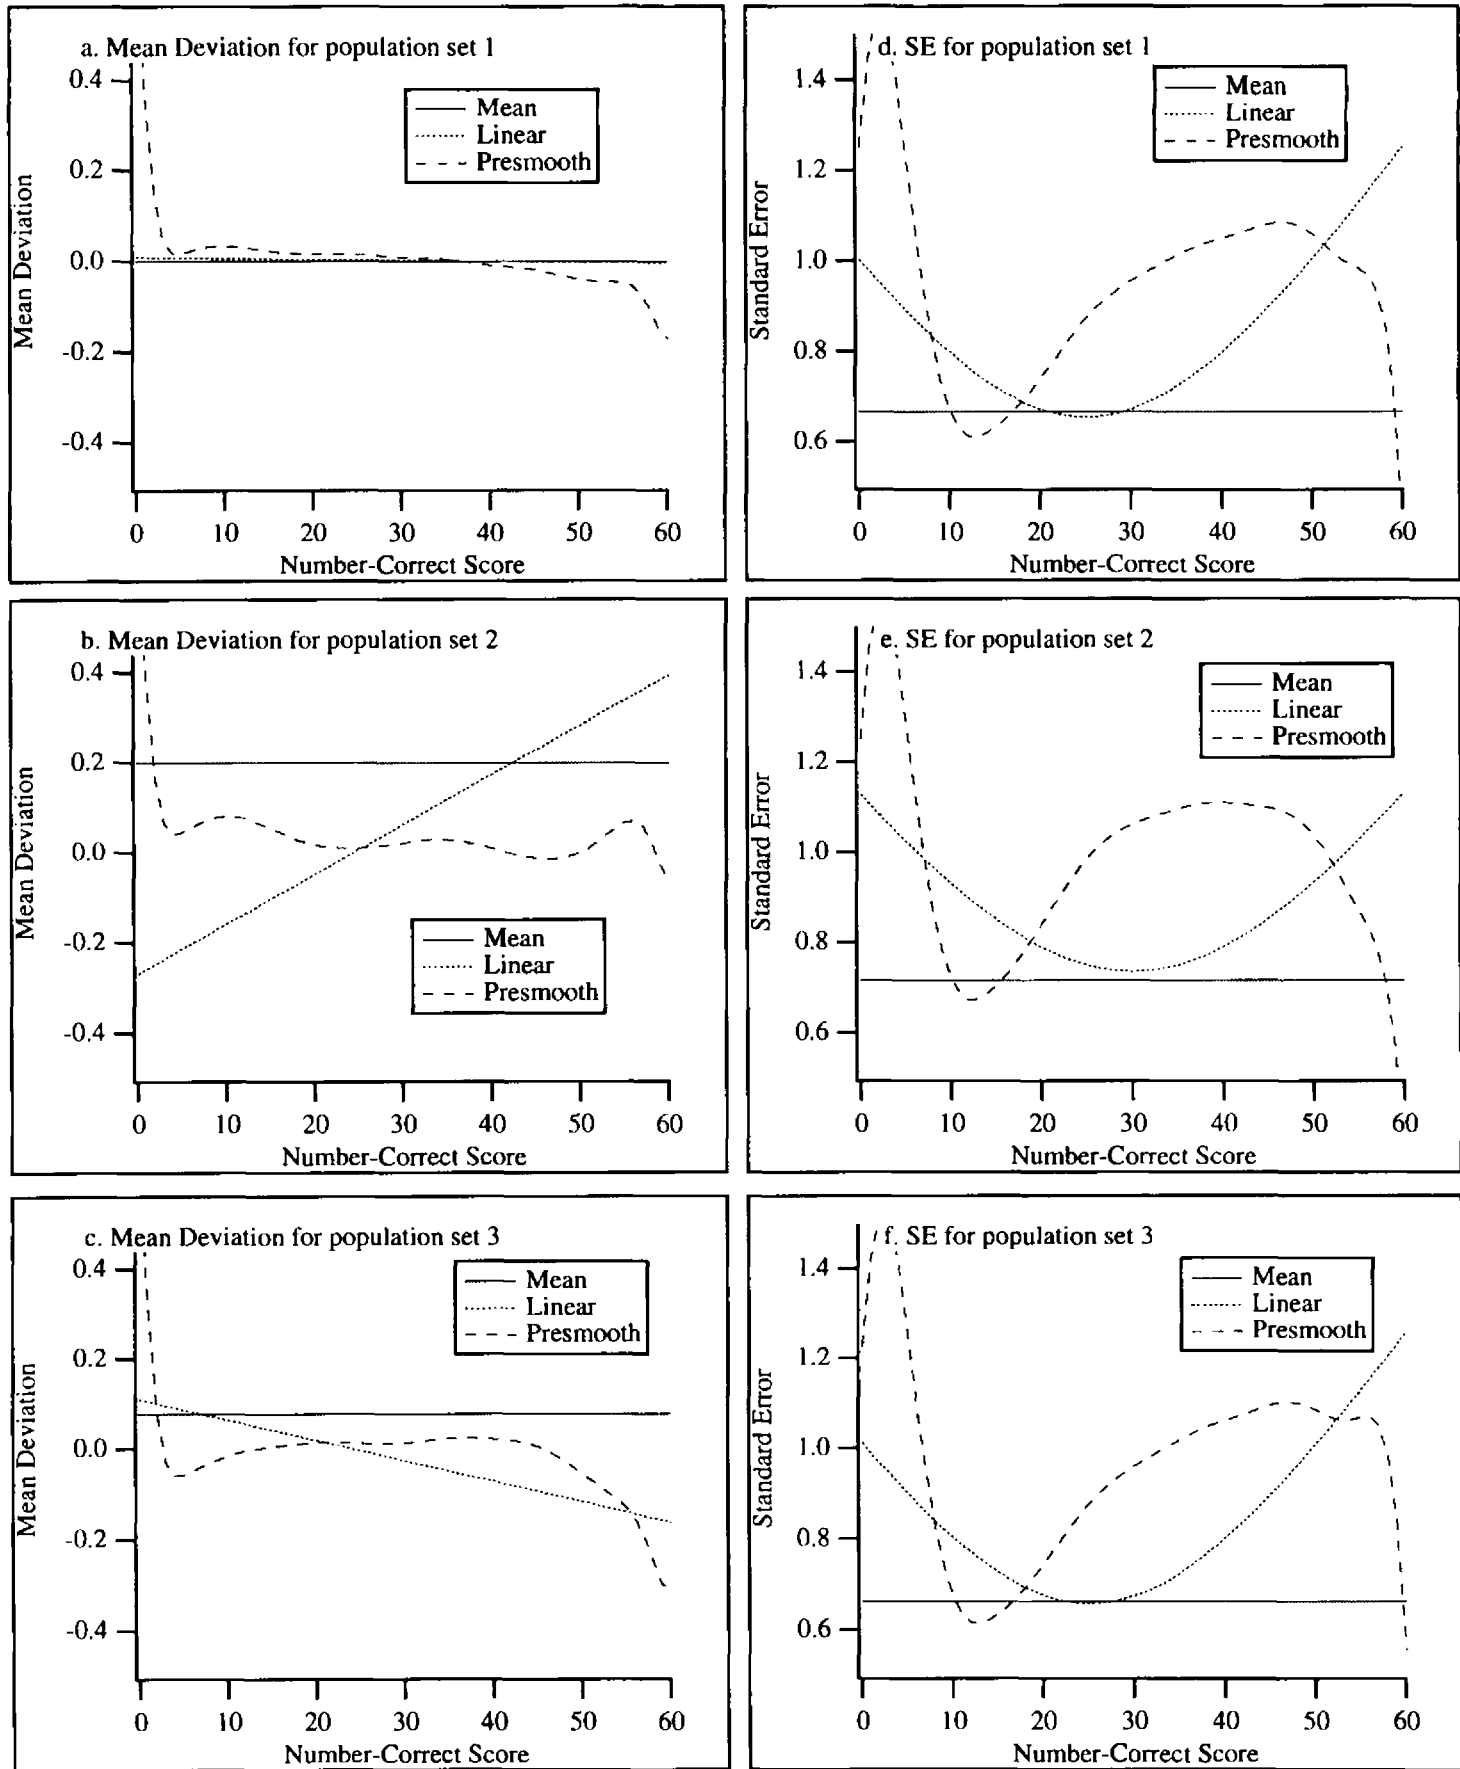 a. Mean Deviation for population set 1
0.4
0.2
0.0
-0.2
-0.4
Mean Deviation
Mean
Linear
Presmooth
0 10 20 30 40 50 60
Number-Correct Score
d. SE for population set 1
1.4
1.2
1.0
0.8
0.6
Standard Error
Mean
Linear
Presmooth
0 10 20 30 40 50 60
Number-Correct Score
b. Mean Deviation for population set 2
0.4
0.2
0.0
-0.2
-0.4
Mean Deviation
Mean
Linear
Presmooth
0 10 20 30 40 50 60
Number-Correct Score
e. SE for population set 2
1.4
1.2
1.0
0.8
0.6
Standard Error
Mean
Linear
Presmooth
0 10 20 30 40 50 60
Number-Correct Score
c. Mean Deviation for population set 3
0.4
0.2
0.0
-0.2
-0.4
Mean Deviation
Mean
Linear
Presmooth
0 10 20 30 40 50 60
Number-Correct Score
f. SE for population set 3
1.4
1.2
1.0
0.8
0.6
Standard Error
Mean
Linear
Presmooth
0 10 20 30 40 50 60
Number-Correct Score